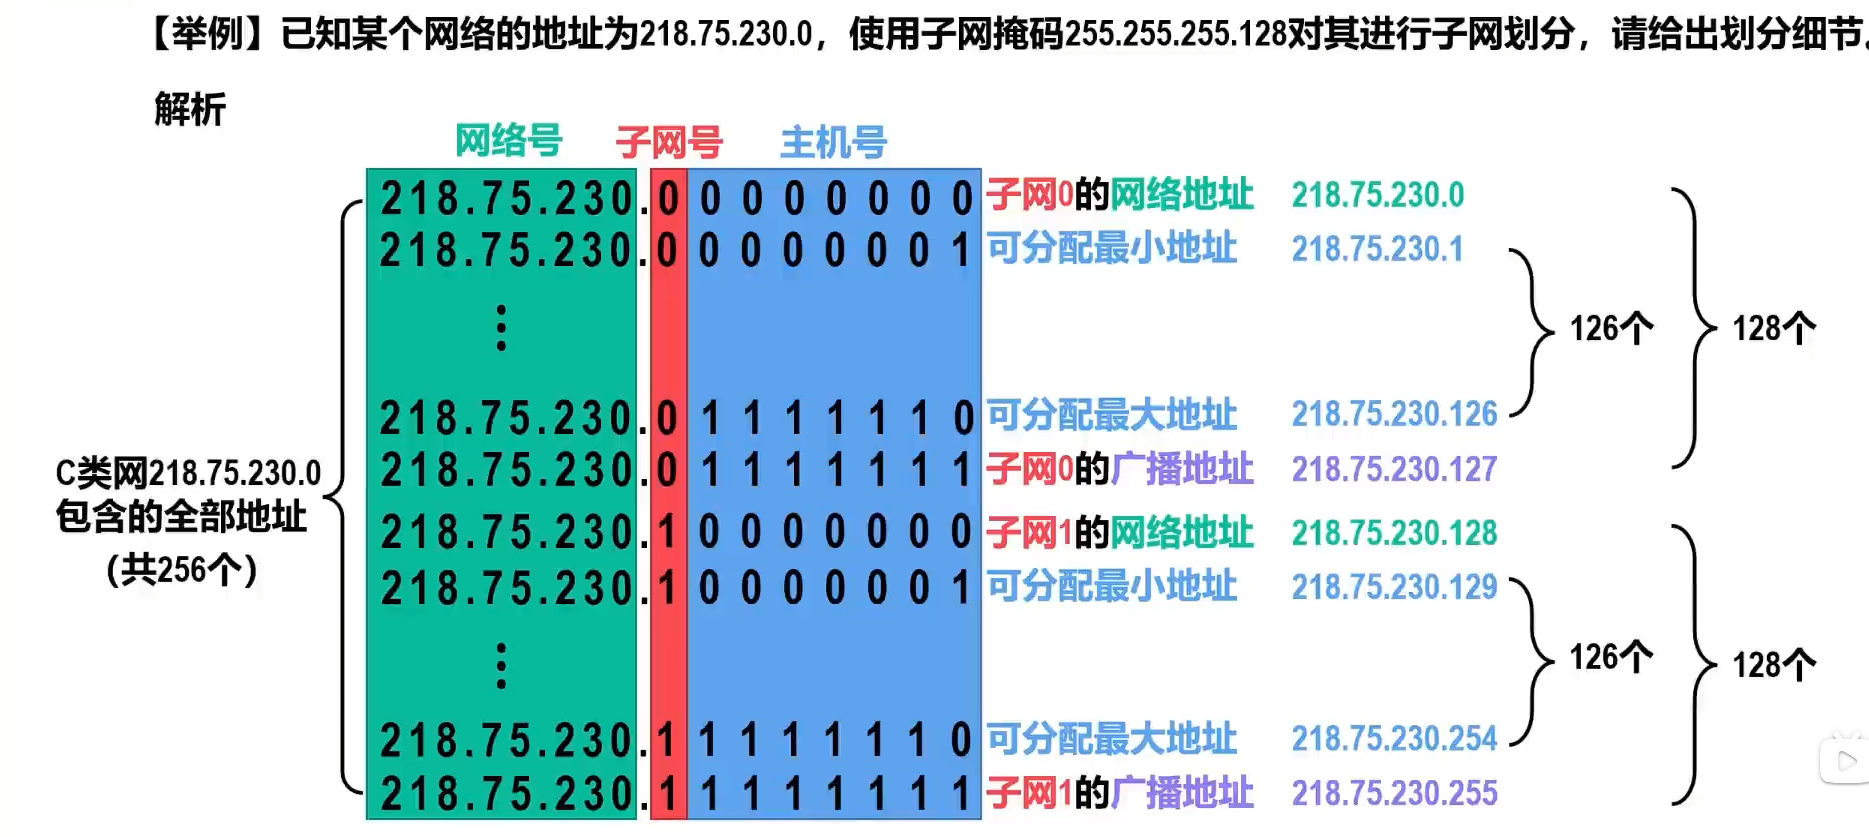 【举例】已知某个网络的地址为218.75.230.0，使用子网掩码255.255.255.128对其进行子网划分，请给出划分细节。
解析
网络号 子网号 主机号
218.75.230.0 0 0 0 0 0 0 0 子网0的网络地址 218.75.230.0
218.75.230.0 0 0 0 0 0 0 1 可分配最小地址 218.75.230.1
⋮
126个 128个
218.75.230.0 1 1 1 1 1 1 0 可分配最大地址 218.75.230.126
218.75.230.0 1 1 1 1 1 1 1 子网0的广播地址 218.75.230.127
C类网218.75.230.0
包含的全部地址
（共256个）
218.75.230.1 0 0 0 0 0 0 0 子网1的网络地址 218.75.230.128
218.75.230.1 0 0 0 0 0 0 1 可分配最小地址 218.75.230.129
⋮
126个 128个
218.75.230.1 1 1 1 1 1 1 0 可分配最大地址 218.75.230.254
218.75.230.1 1 1 1 1 1 1 1 子网1的广播地址 218.75.230.255